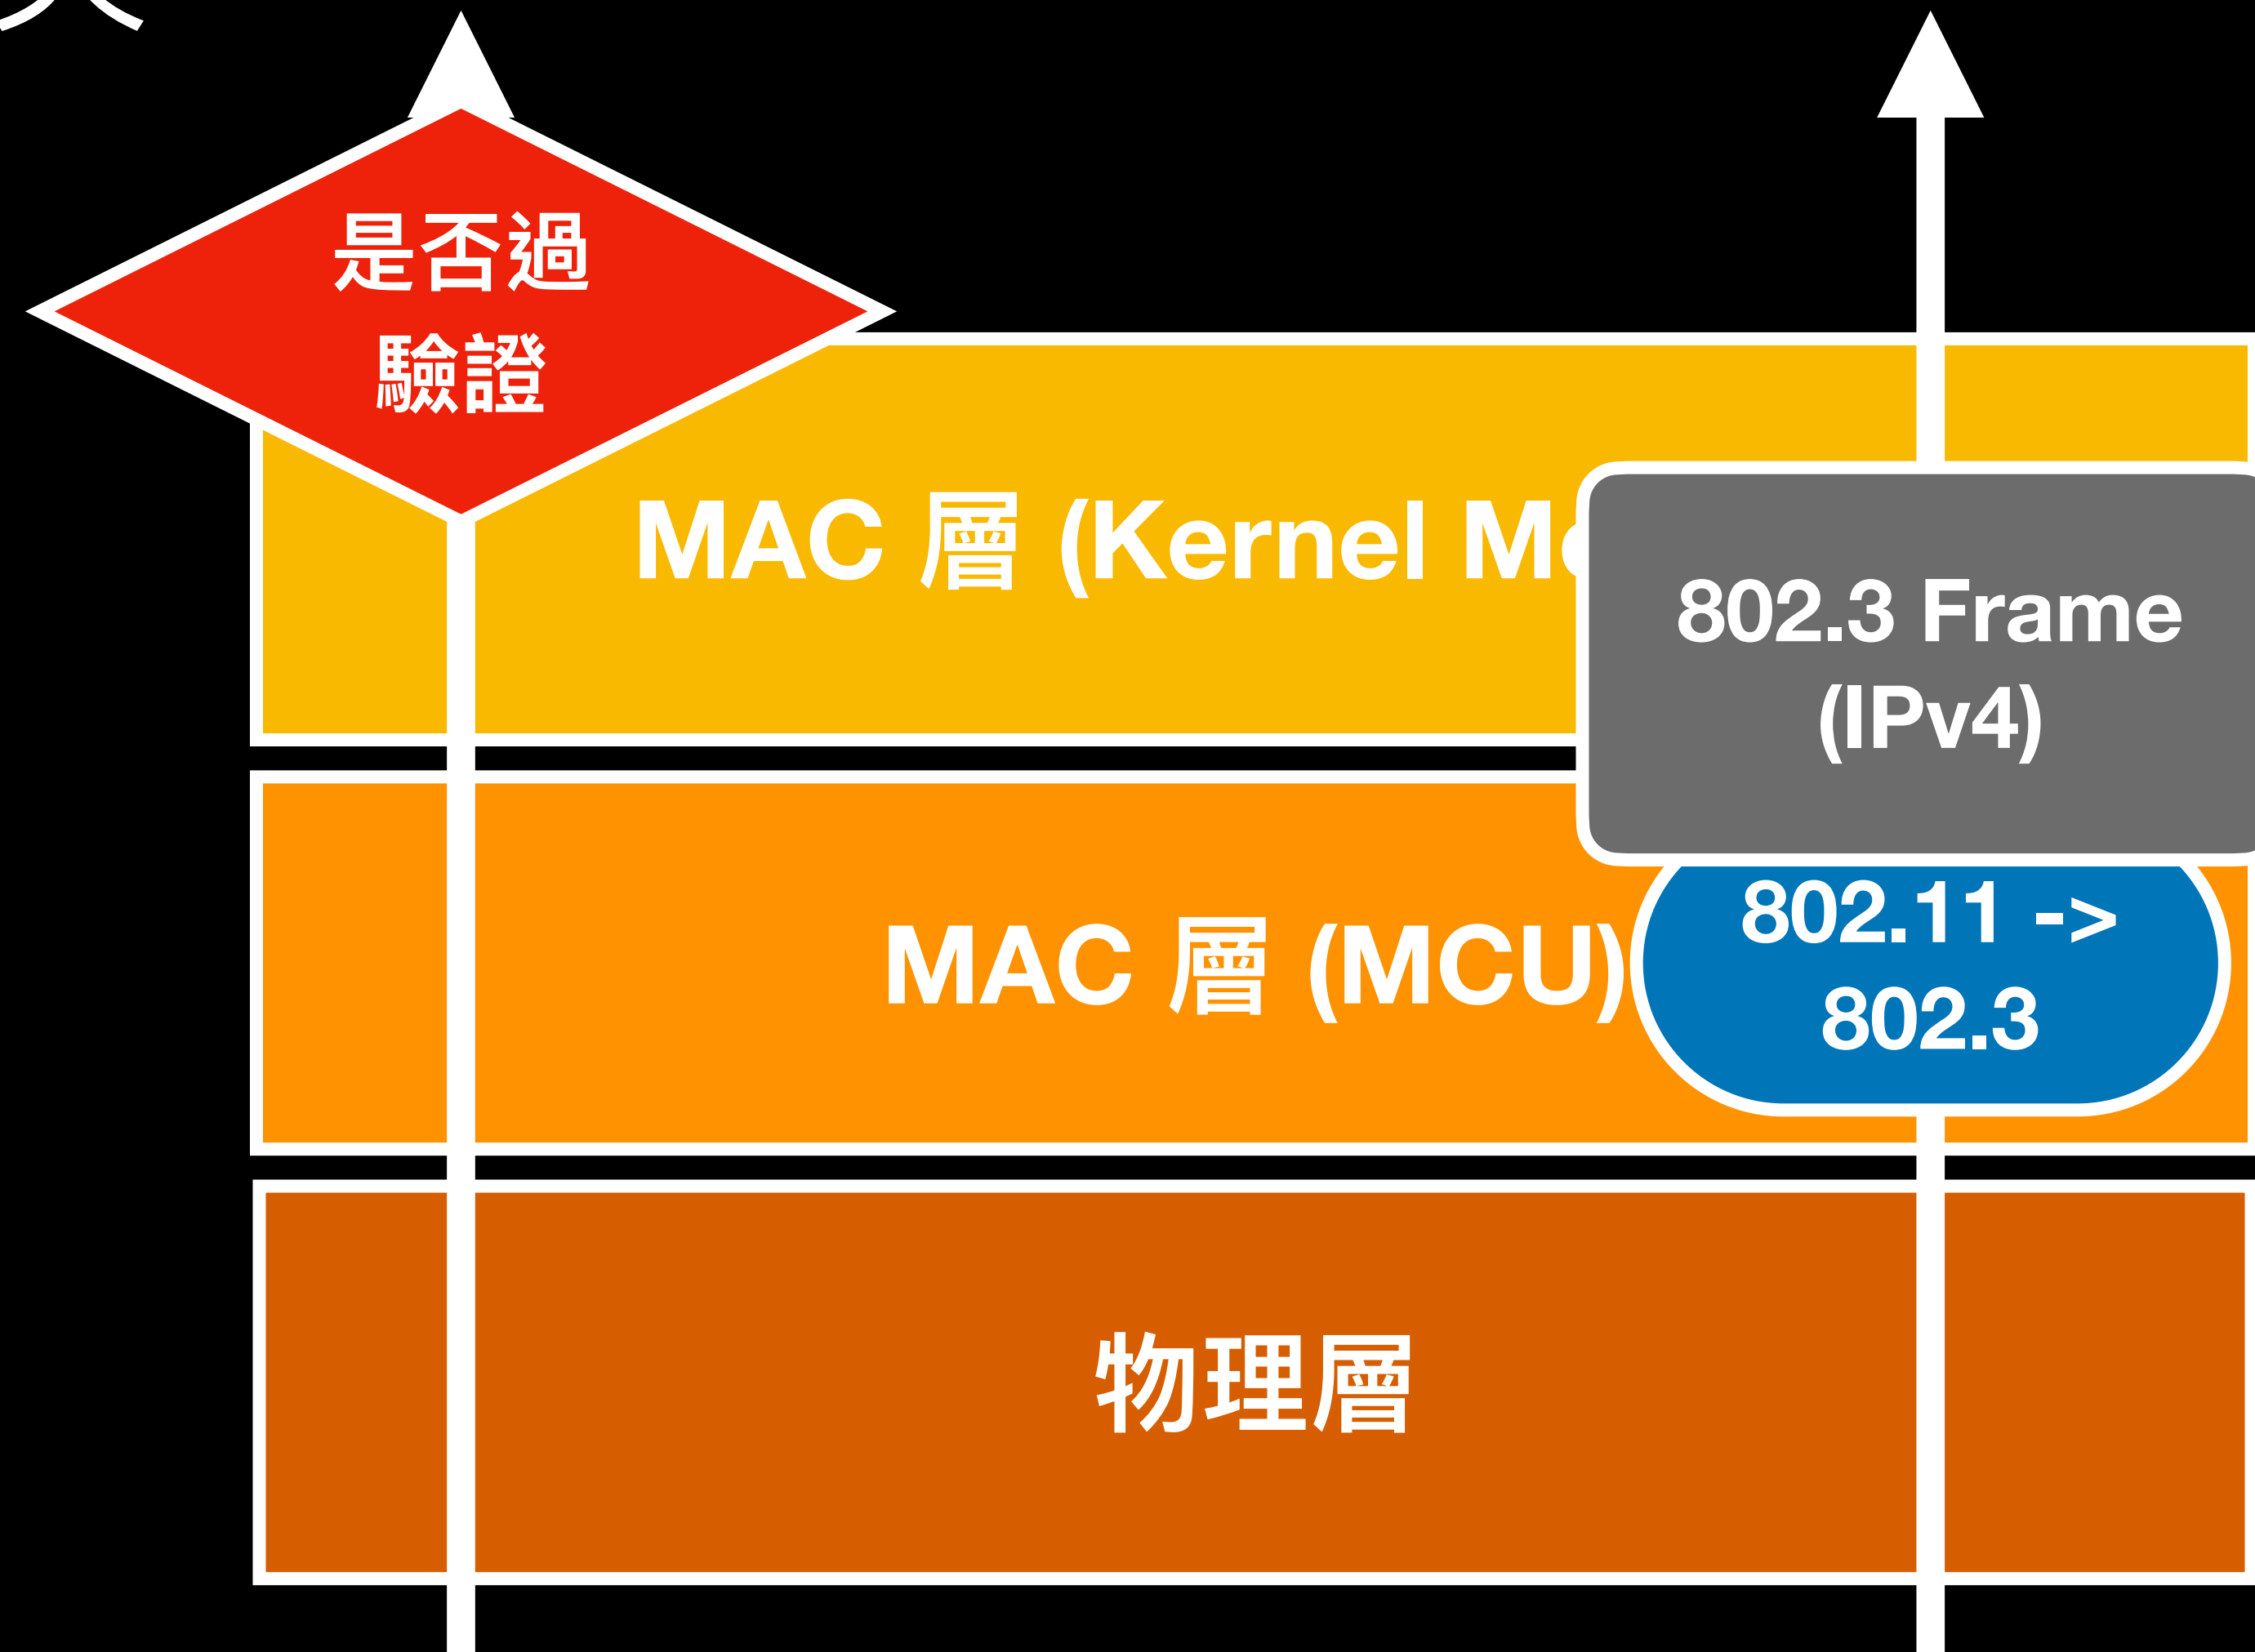 是否過
驗證
MAC 層 (Kernel M
802.3 Frame
(IPv4)
MAC 層 (MCU)
802.11 ->
802.3
物理層